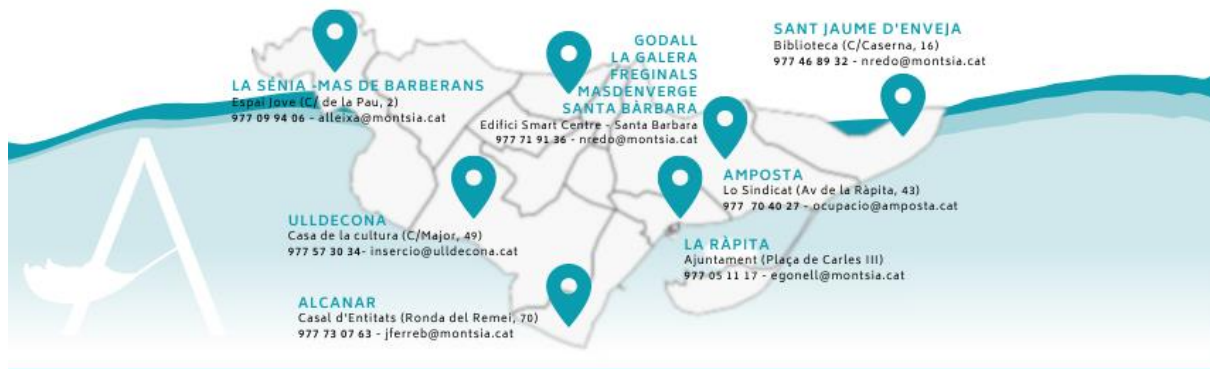 LA SÉNIA -MAS DE BARBERANS
Espai Jove (C/ de la Pau, 2)
977 09 94 06 - alleixa@montsia.cat
GODALL
LA GALERA
FREGINALS
MASDENVERGE
SANTA BÀRBARA
Edifici Smart Centre - Santa Barbara
977 71 91 36 - nredo@montsia.cat
SANT JAUME D'ENVEJA
Biblioteca (C/Caserna, 16)
977 46 89 32 - nredo@montsia.cat
AMPOSTA
Lo Sindicat (Av de la Ràpita, 43)
977 70 40 27 - ocupacio@amposta.cat
ULLDECONA
Casa de la cultura (C/Major, 49)
977 57 30 34- insercio@ulldecona.cat
LA RÀPITA
Ajuntament (Plaça de Carles III)
977 05 11 17 - egonell@montsia.cat
ALCANAR
Casal d'Entitats (Ronda del Remei, 70)
977 73 07 63 - jferreb@montsia.cat